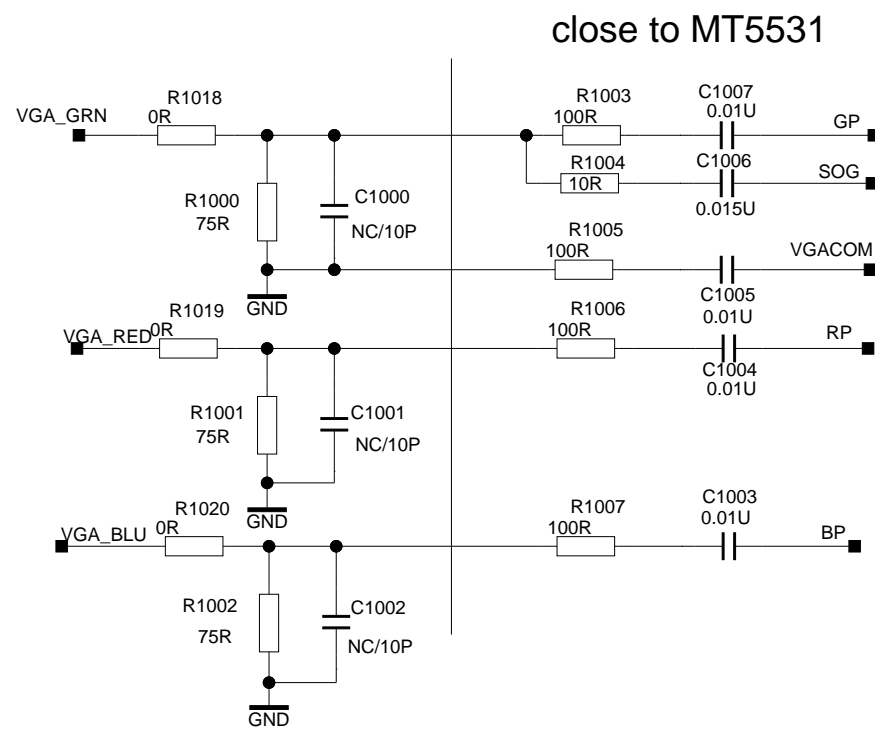 close to MT5531
R1018
0R
VGA_GRN
R1003
100R
C1007
0.01U
GP
R1004
10R
C1006
0.015U
SOG
R1000
75R
C1000
NC/10P
R1005
100R
VGACOM
C1005
0.01U
GND
R1019
0R
VGA_RED
R1006
100R
RP
C1004
0.01U
R1001
75R
C1001
NC/10P
GND
R1020
0R
VGA_BLU
R1007
100R
C1003
0.01U
BP
R1002
75R
C1002
NC/10P
GND